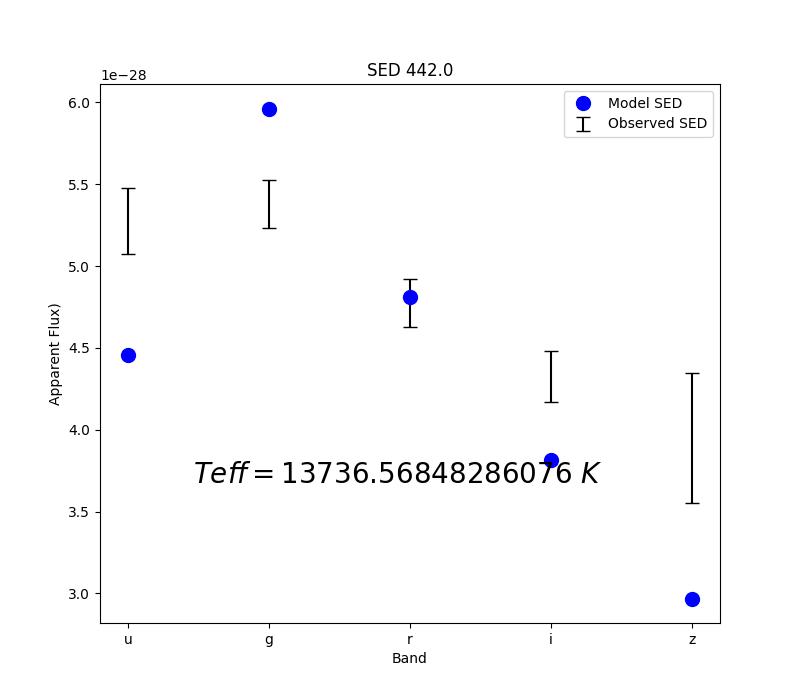 SED 442.0
1e−28
Model SED
Observed SED
6.0
5.5
5.0
4.5
4.0
3.5
3.0
Apparent Flux)
Teff = 13736.56848286076 K
u g r i z
Band